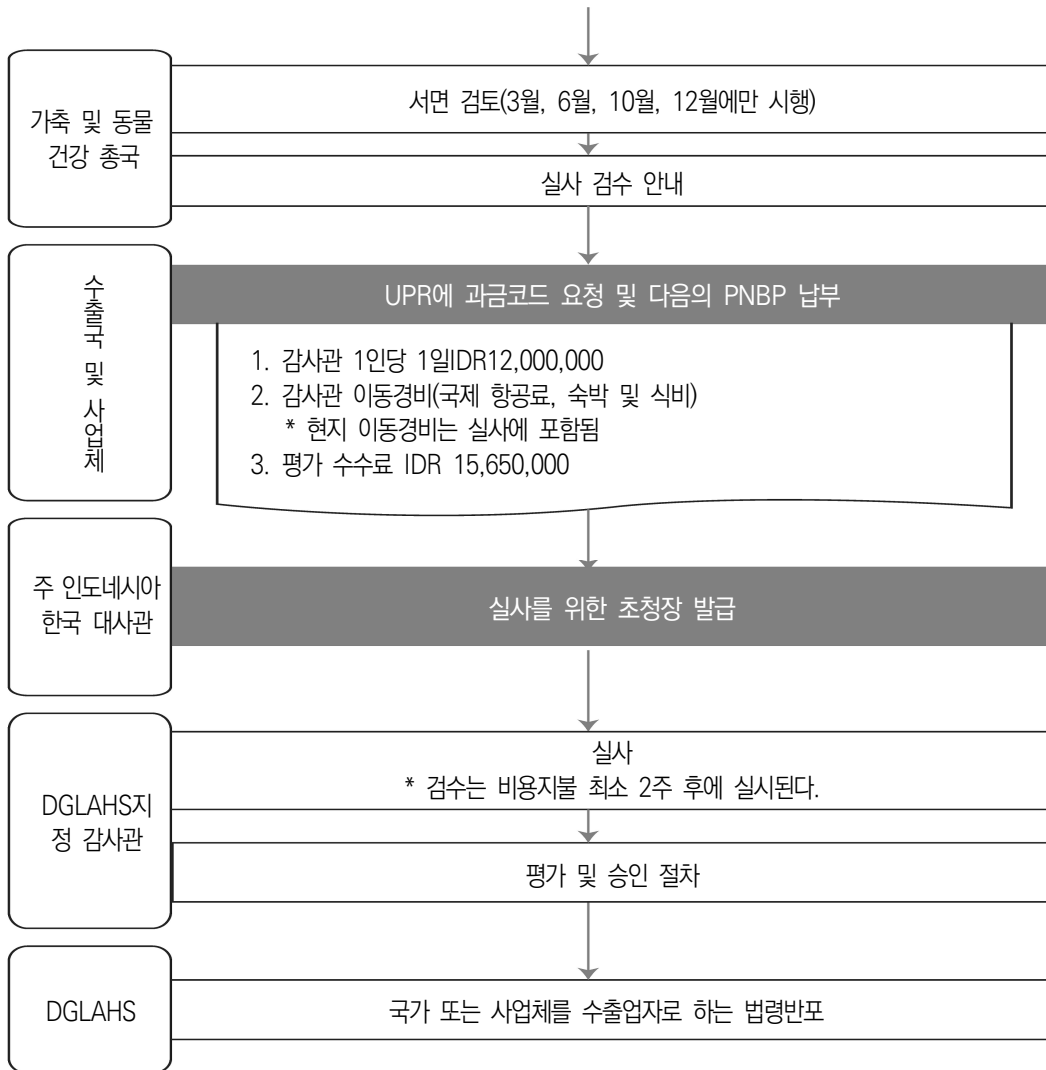 가축 및 동물
건강 총국
서면 검토(3월, 6월, 10월, 12월에만 시행)
실사 검수 안내
수출국 및 사업체
UPR에 과금코드 요청 및 다음의 PNBP 납부
1. 감사관 1인당 1일IDR12,000,000
2. 감사관 이동경비(국제 항공료, 숙박 및 식비)
* 현지 이동경비는 실사에 포함됨
3. 평가 수수료 IDR 15,650,000
주 인도네시아
한국 대사관
실사를 위한 초청장 발급
DGLAHS지
정 감사관
실사
* 검수는 비용지불 최소 2주 후에 실시된다.
평가 및 승인 절차
DGLAHS
국가 또는 사업체를 수출업자로 하는 법령반포